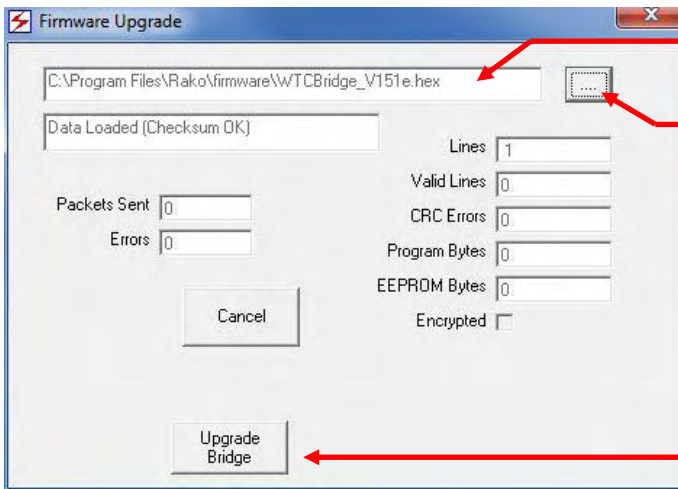 Firmware Upgrade
C:\Program Files\Rako\firmware\WTCBridge_V151e.hex
....
Data Loaded (Checksum OK)
Lines 1
Valid Lines 0
Packets Sent 0
CRC Errors 0
Errors 0
Program Bytes 0
EEPROM Bytes 0
Cancel
Encrypted
Upgrade
Bridge